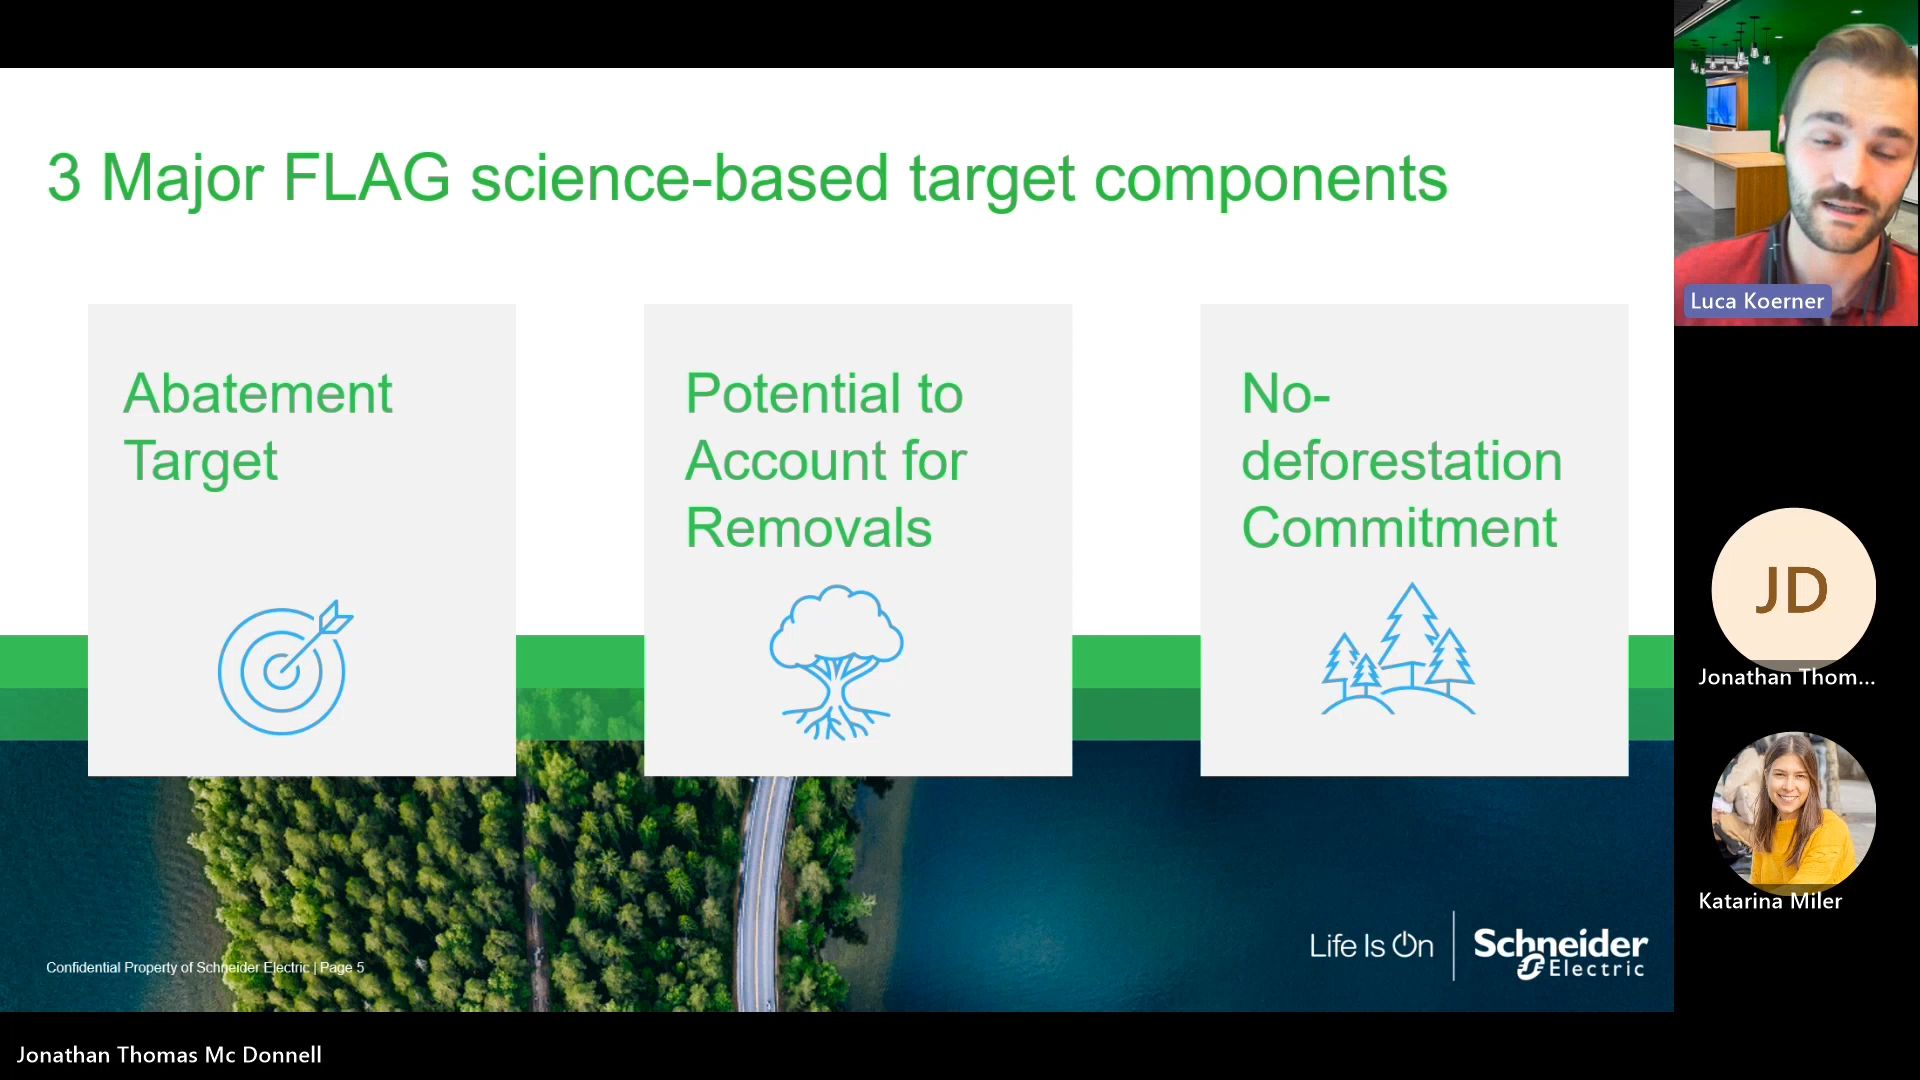 3 Major FLAG science-based target components
Abatement
Target
Potential to
Account for
Removals
No-
deforestation
Commitment
Confidential Property of Schneider Electric | Page 5
Life Is On
Schneider
Electric
Luca Koerner
JD
Jonathan Thom...
Katarina Miler
Jonathan Thomas Mc Donnell